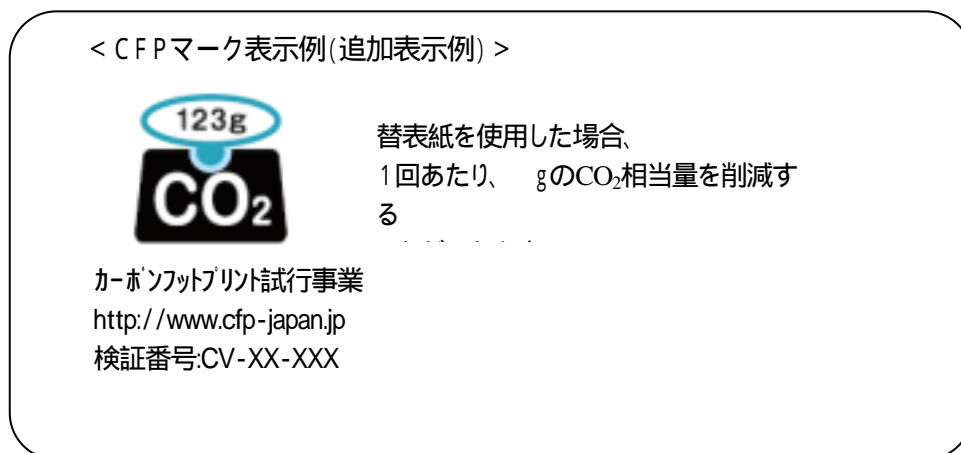 ＜CFPマーク表示例(追加表示例)＞
123g
CO2
替表紙を使用した場合、
1回あたり、　gのCO₂相当量を削減す
る
カーボンフットプリント試行事業
http://www.cfp-japan.jp
検証番号:CV-XX-XXX